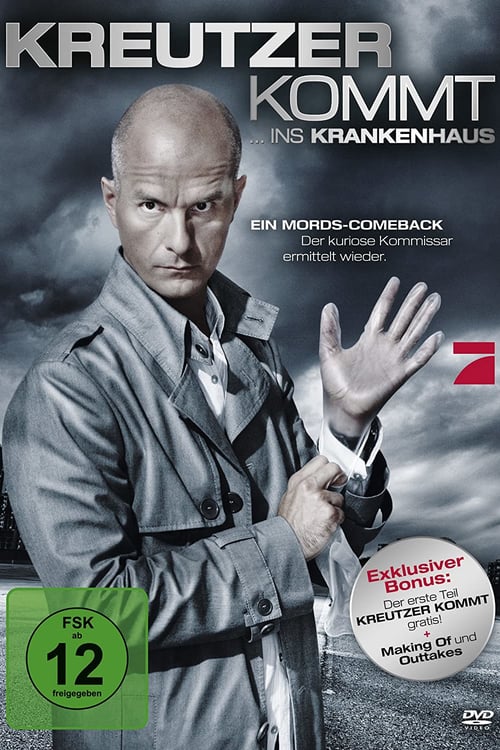 KREUTZER
KOMMT
... INS KRANKENHAUS
EIN MORDS-COMEBACK
Der kuriose Kommissar
ermittelt wieder.
Exklusiver
Bonus:
Der erste Teil
KREUTZER KOMMT
gratis!
+
Making Of und
Outtakes
FSK
ab
12
freigegeben
DVD
VIDEO